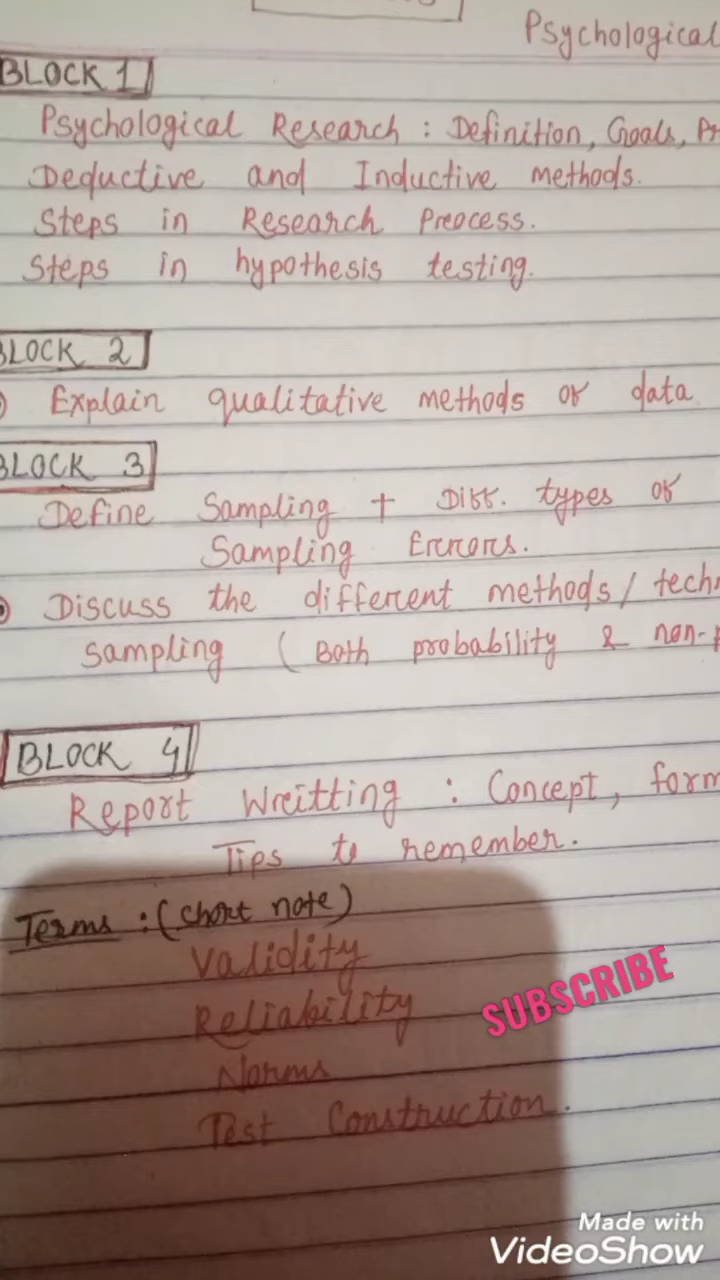 Psychological
BLOCK 1
Psychological Research : Definition, Goals, Pr
Deductive and Inductive methods.
Steps in Research Preocess.
Steps in hypothesis testing.
BLOCK 2
Explain qualitative methods of data
BLOCK 3
Define Sampling + Diff. types of
Sampling Errors.
Discuss the different methods / techn
sampling ( Both probability & non-p
BLOCK 4
Report Writting : Concept, form
Tips to remember.
Terms : (short note)
Validity
Reliability
SUBSCRIBE
Norms
Test Construction.
Made with
VideoShow